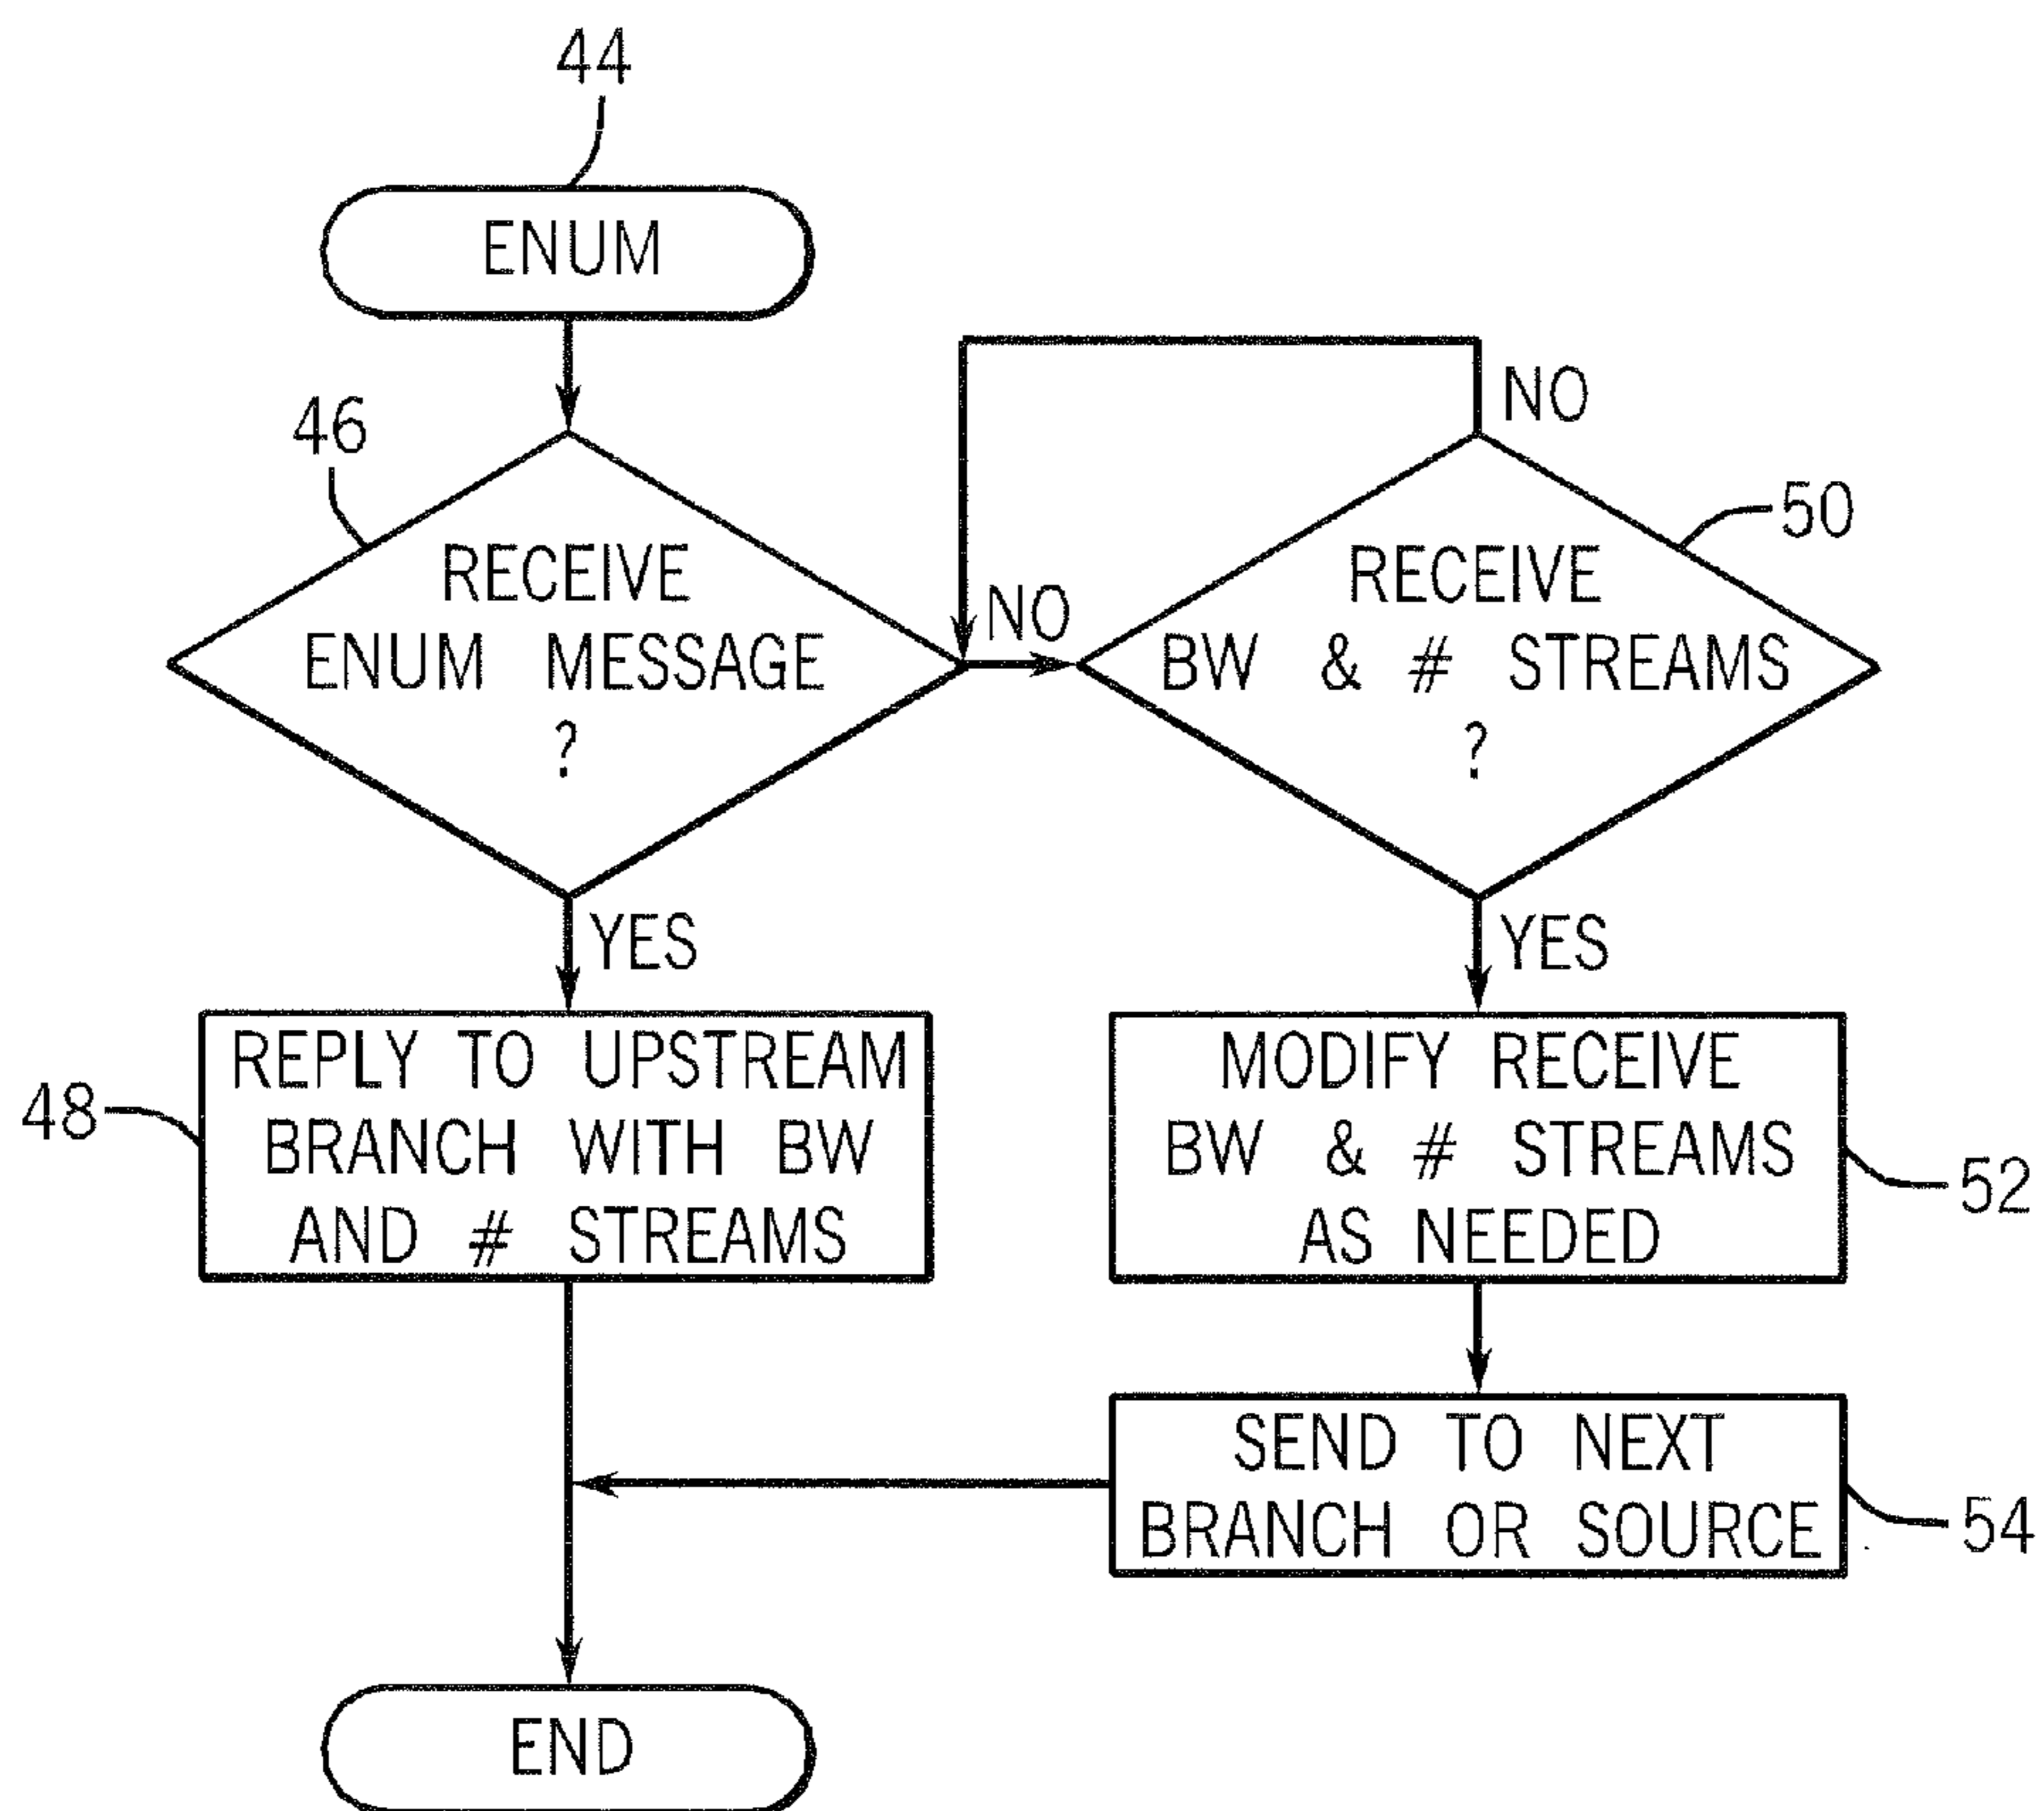 44
ENUM
46
RECEIVE
ENUM MESSAGE
?
NO
YES
48
REPLY TO UPSTREAM
BRANCH WITH BW
AND # STREAMS
NO
50
RECEIVE
BW & # STREAMS
?
YES
MODIFY RECEIVE
BW & # STREAMS
AS NEEDED
52
SEND TO NEXT
BRANCH OR SOURCE
54
END